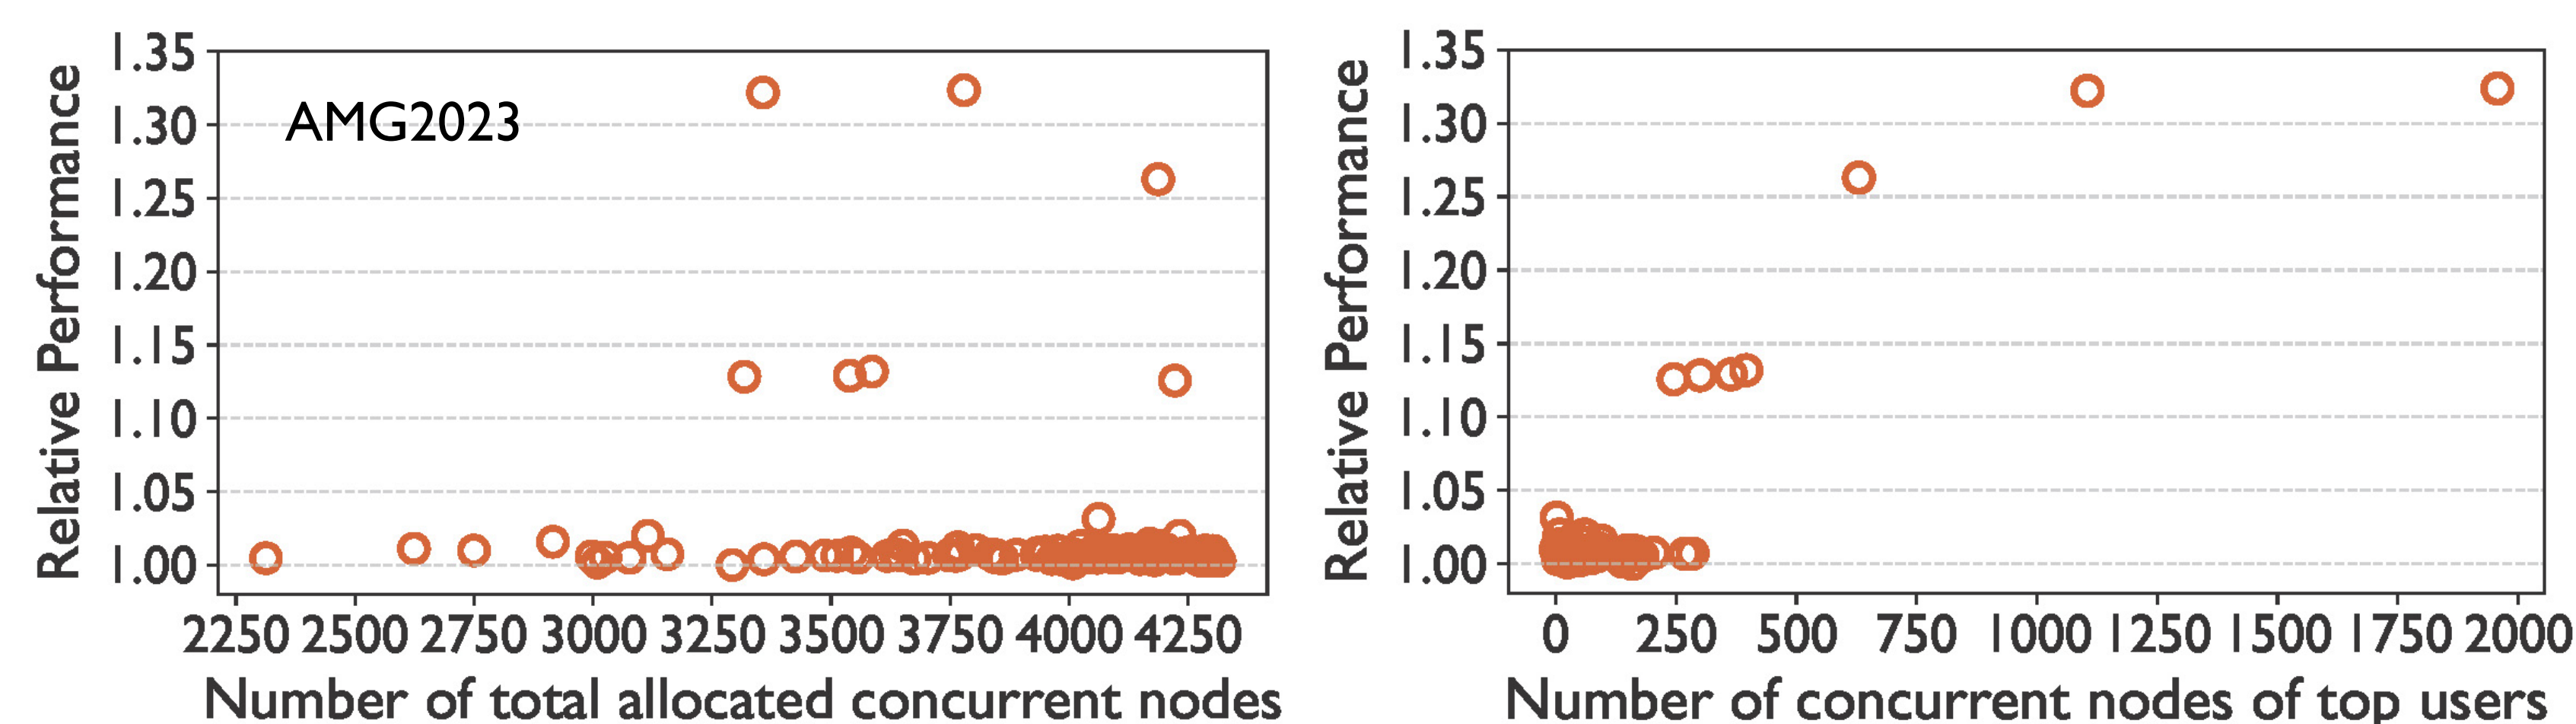 Relative Performance
1.35
1.30
1.25
1.20
1.15
1.10
1.05
1.00
AMG2023
2250 2500 2750 3000 3250 3500 3750 4000 4250
Number of total allocated concurrent nodes
Relative Performance
1.35
1.30
1.25
1.20
1.15
1.10
1.05
1.00
0 250 500 750 1000 1250 1500 1750 2000
Number of concurrent nodes of top users